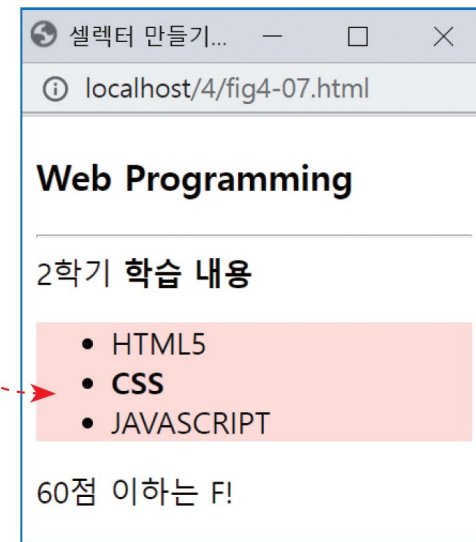 셀렉터 만들기...
localhost/4/fig4-07.html
Web Programming
2학기 학습 내용
• HTML5
• CSS
• JAVASCRIPT
60점 이하는 F!